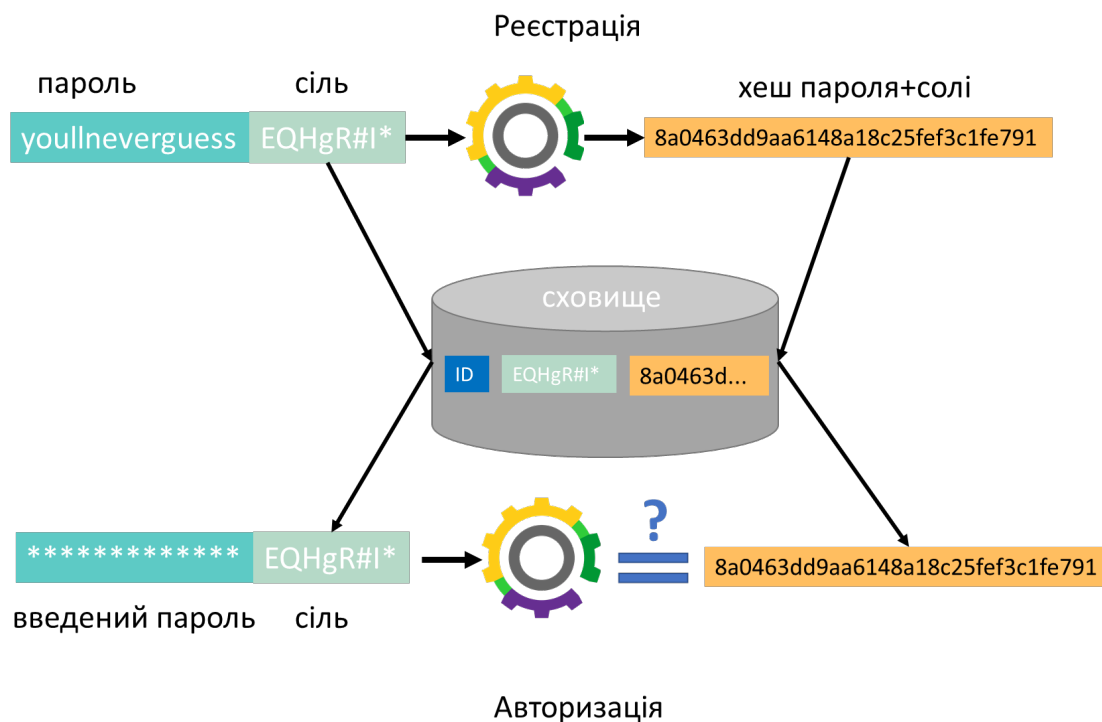 Реєстрація
пароль сіль хеш пароля+солі
youllneverguess EQHgR#I* 8a0463dd9aa6148a18c25fef3c1fe791
сховище
ID EQHgR#I* 8a0463d...
?
************* EQHgR#I* = 8a0463dd9aa6148a18c25fef3c1fe791
введений пароль сіль
Авторизація